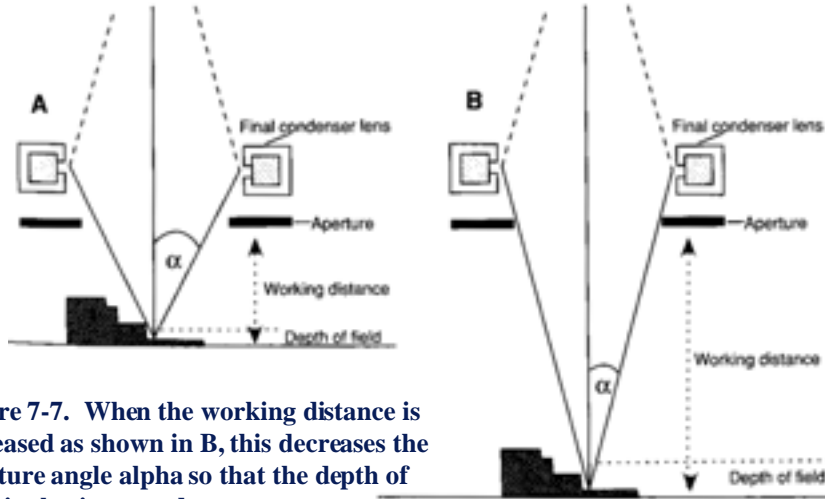 A
Final condenser lens
Aperture
α
Working distance
Depth of field
B
Final condenser lens
Aperture
α
Working distance
Depth of field
re 7-7. When the working distance is
eased as shown in B, this decreases the
ture angle alpha so that the depth of